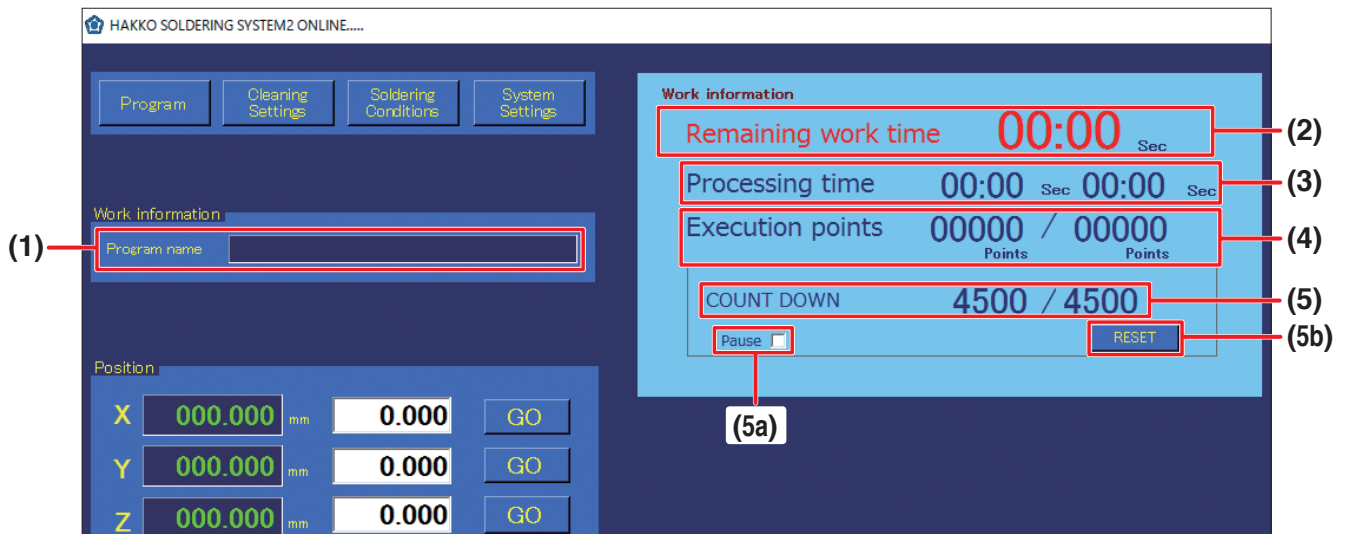 HAKKO SOLDERING SYSTEM2 ONLINE.....
Program
Cleaning
Settings
Soldering
Conditions
System
Settings
Work information
Program name
(1)
Position
X 000.000 mm 0.000 GO
Y 000.000 mm 0.000 GO
Z 000.000 mm 0.000 GO
Work information
Remaining work time 00:00 Sec
(2)
Processing time 00:00 Sec 00:00 Sec
(3)
Execution points 00000 / 00000
Points Points
(4)
COUNT DOWN 4500 / 4500
(5)
Pause
RESET
(5b)
(5a)